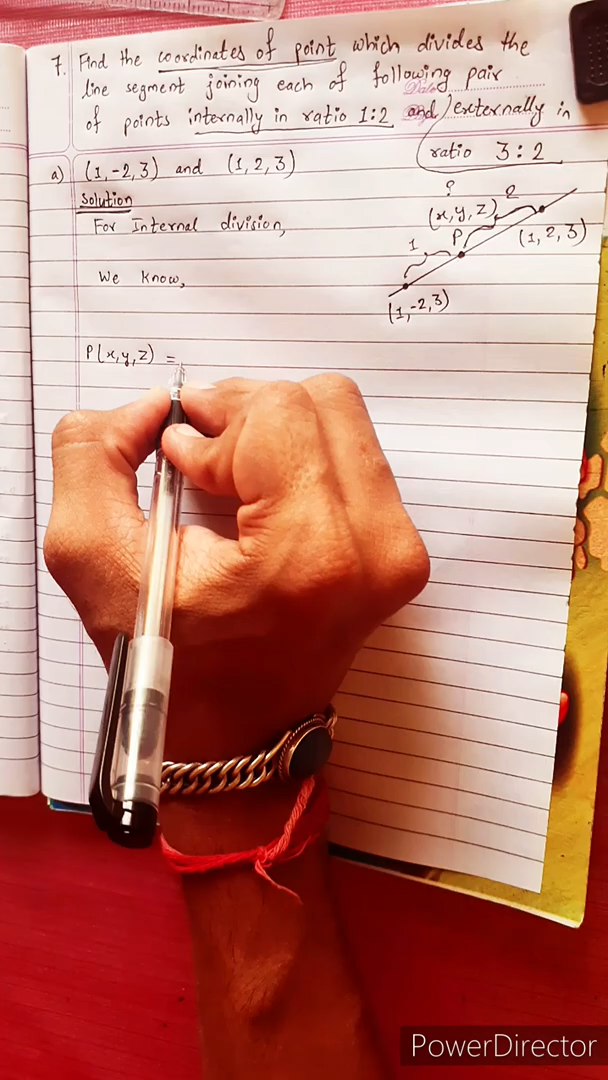 7. Find the coordinates of point which divides the
line segment joining each of following pair
of points internally in ratio 1:2 and externally in
ratio 3:2
a) (1,-2,3) and (1,2,3)
Solution
For Internal division,
?
(x,y,z)
2
1
P
(1,2,3)
(1,-2,3)
We know,
P(x,y,z) =
PowerDirector